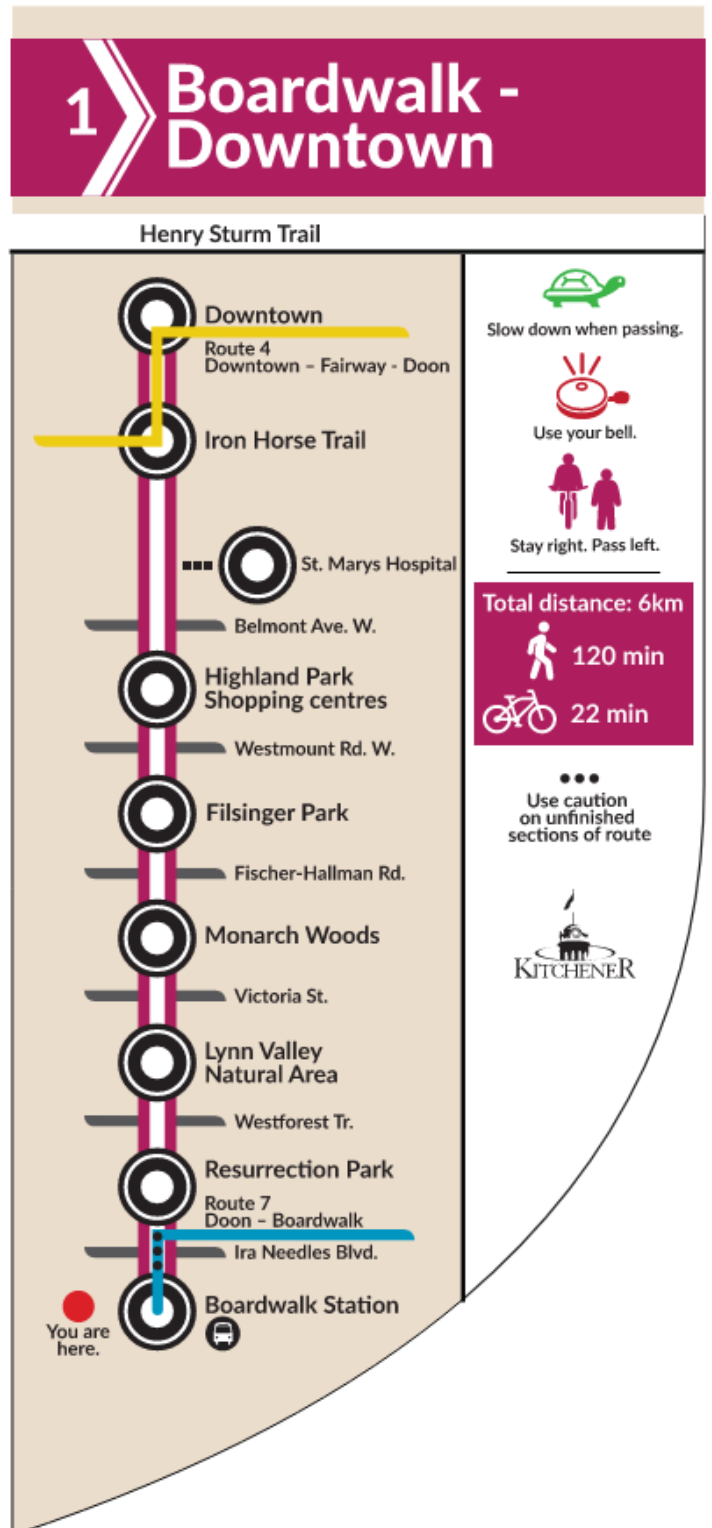 1
Boardwalk -
Downtown
Henry Sturm Trail
Downtown
Route 4
Downtown – Fairway - Doon
Iron Horse Trail
St. Marys Hospital
Belmont Ave. W.
Highland Park
Shopping centres
Westmount Rd. W.
Filsinger Park
Fischer-Hallman Rd.
Monarch Woods
Victoria St.
Lynn Valley
Natural Area
Westforest Tr.
Resurrection Park
Route 7
Doon – Boardwalk
Ira Needles Blvd.
Boardwalk Station
You are
here.
Slow down when passing.
Use your bell.
Stay right. Pass left.
Total distance: 6km
120 min
22 min
Use caution
on unfinished
sections of route
KITCHENER